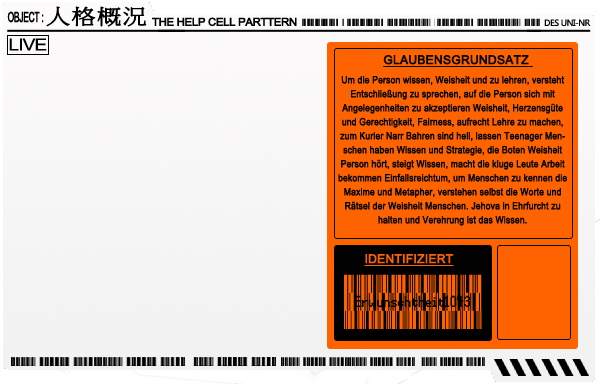 OBJECT : 人格概況 THE HELP CELL PARTTERN DES UNI-NR
LIVE
GLAUBENSGRUNDSATZ
Um die Person wissen, Weisheit und zu lehren, versteht
Entschließung zu sprechen, auf die Person sich mit
Angelegenheiten zu akzeptieren Weisheit, Herzensgüte
und Gerechtigkeit, Fairness, aufrecht Lehre zu machen,
zum Kurier Narr Bahren sind hell, lassen Teenager Men-
schen haben Wissen und Strategie, die Boten Weisheit
Person hört, steigt Wissen, macht die kluge Leute Arbeit
bekommen Einfallsreichtum, um Menschen zu kennen die
Maxime und Metapher, verstehen selbst die Worte und
Rätsel der Weisheit Menschen. Jehova in Ehrfurcht zu
halten und Verehrung ist das Wissen.
IDENTIFIZIERT